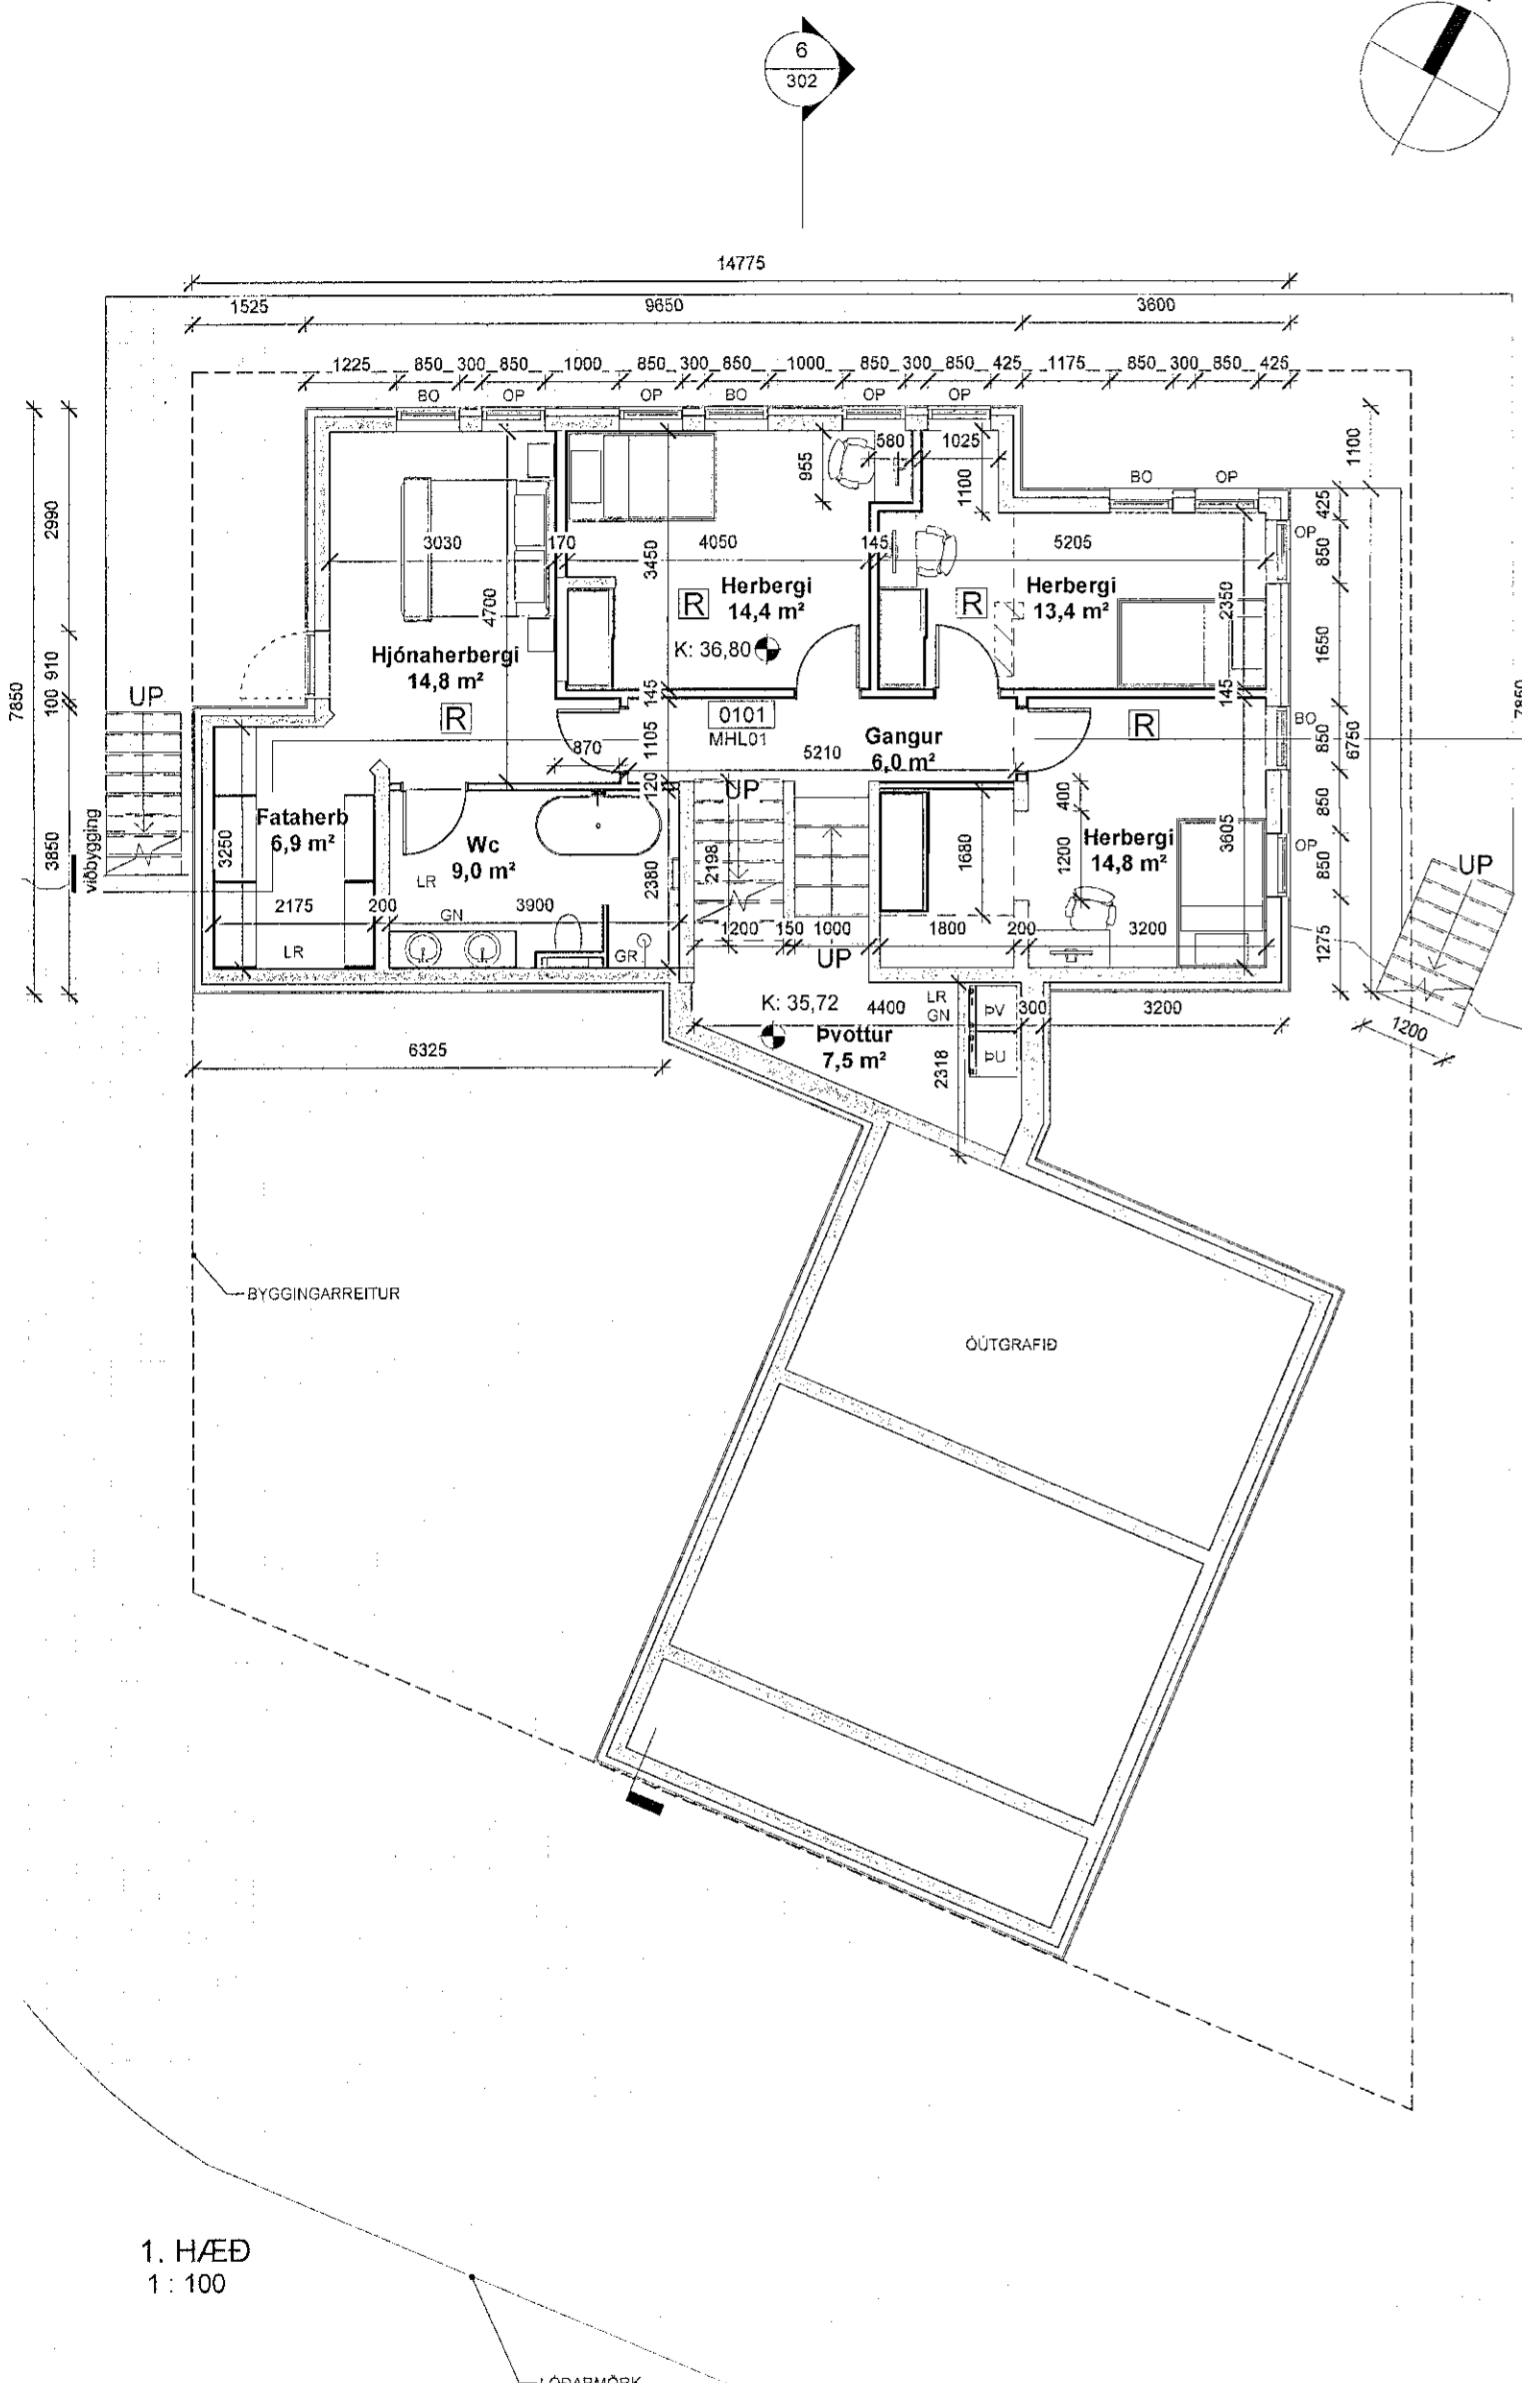 6
302
14775
1525 9650 3600
1225 850 300 850 1000 850 300 850 1000 850 300 850 425 1175 850 300 850 425
BO OP OP BO OP OP
580 1025
955
1100
1100
BO OP
425
OP
850
2990
7850
910
100
3850
viðbygging
3030 170 4050 145 5205
3450
4700
2350
1650
Herbergi
14,4 m²
R
K: 36,80
R
Herbergi
13,4 m²
Hjónaherbergi
14,8 m²
R
UP
145
145
0101
MHL01
Gangur
6,0 m²
R
BO
850
6750
7850
870
1105
5210
120
UP
400
850
Fataherb
6,9 m²
3250
Wc
9,0 m²
LR
GN
2380
2198
1680
1200
Herbergi
14,8 m²
3605
OP
850
UP
2175 200 3900
1200 150 1000
1800 200 3200
1275
LR
GR
UP
K: 35,72
4400
LR
GN
ÞV
300
3200
1200
Þvottur
7,5 m²
2318
ÞU
6325
BYGGINGARREITUR
ÓÚTGRAFIÐ
1. HÆÐ
1 : 100
LÓÐARMÖRK